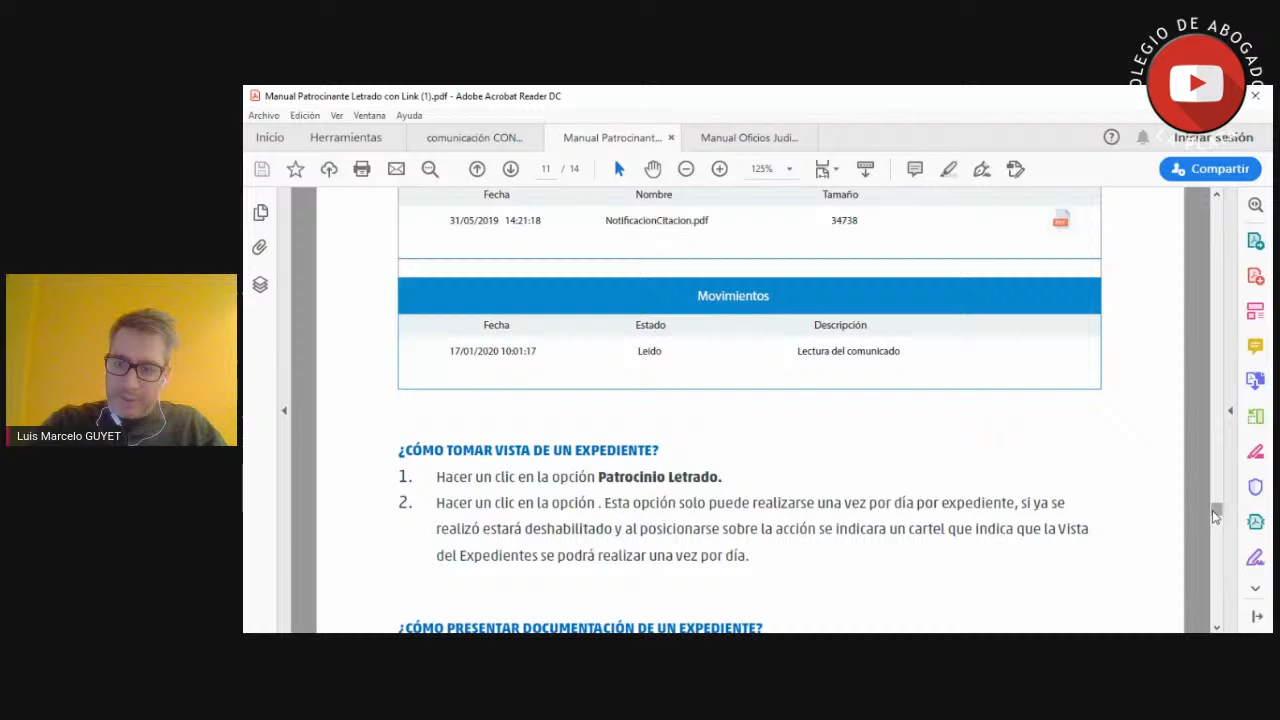 COLEGIO DE ABOGADO
Manual Patrocinante Letrado con Link (1).pdf - Adobe Acrobat Reader DC
Archivo Edición Ver Ventana Ayuda
Inicio Herramientas comunicación CON... Manual Patrocinant... × Manual Oficios Judi... Iniciar sesión
11 / 14 125% Compartir
Fecha Nombre Tamaño
31/05/2019 14:21:18 NotificacionCitacion.pdf 34738
Movimientos
Fecha Estado Descripción
17/01/2020 10:01:17 Leído Lectura del comunicado
¿CÓMO TOMAR VISTA DE UN EXPEDIENTE?
1. Hacer un clic en la opción Patrocinio Letrado.
2. Hacer un clic en la opción . Esta opción solo puede realizarse una vez por día por expediente, si ya se
realizó estará deshabilitado y al posicionarse sobre la acción se indicara un cartel que indica que la Vista
del Expedientes se podrá realizar una vez por día.
¿CÓMO PRESENTAR DOCUMENTACIÓN DE UN EXPEDIENTE?
Luis Marcelo GUYET